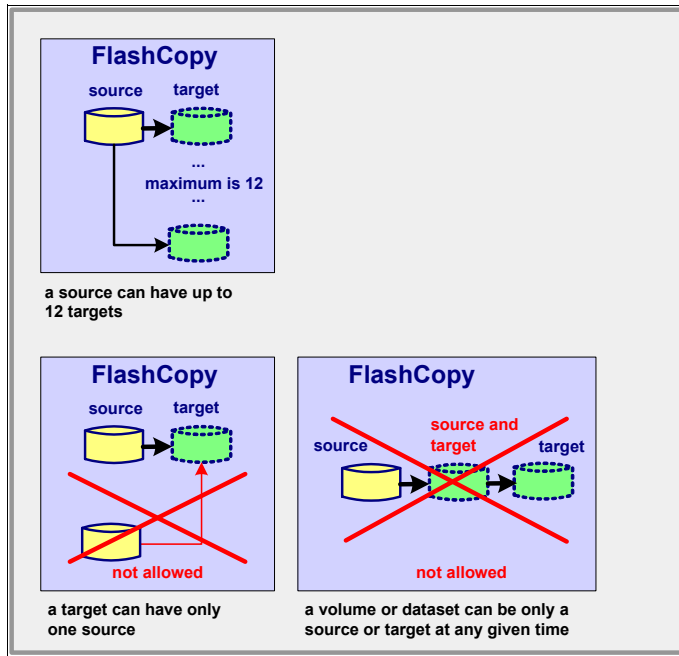 FlashCopy
source target
...
maximum is 12
...
a source can have up to
12 targets
FlashCopy
source target
not allowed
a target can have only
one source
FlashCopy
source and
source target target
not allowed
a volume or dataset can be only a
source or target at any given time